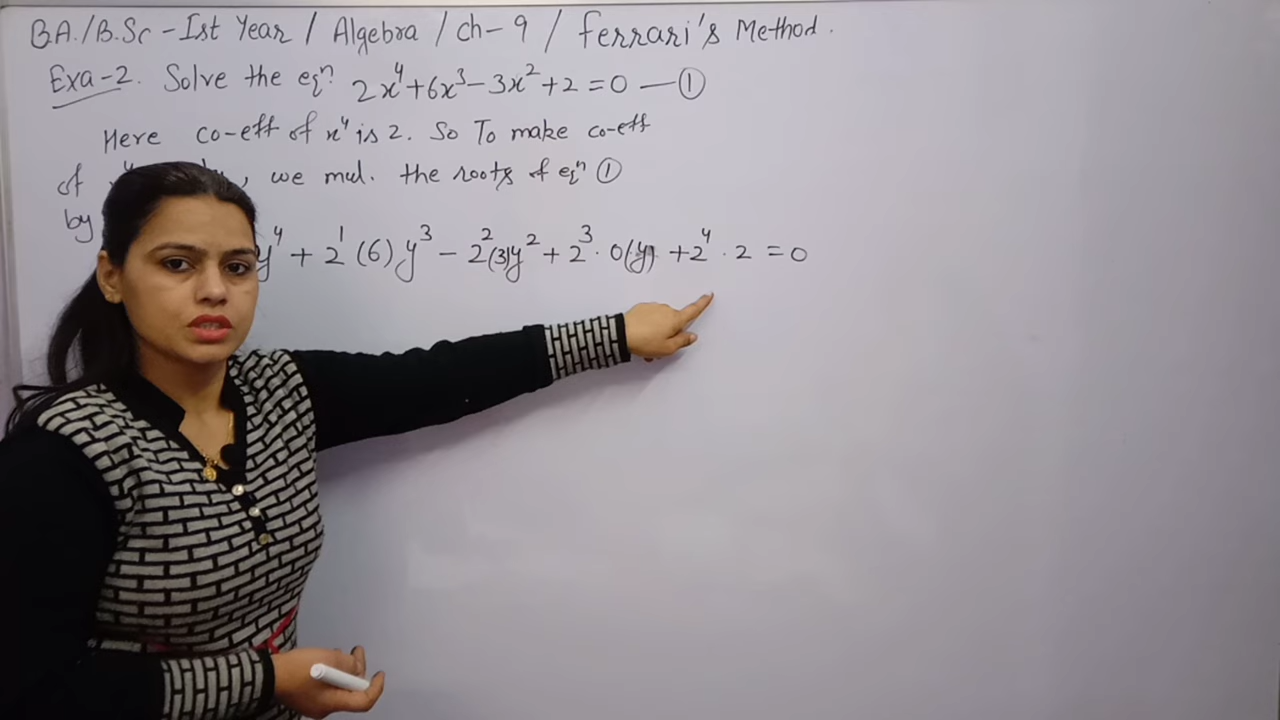 BA./B.Sc - Ist Year / Algebra / Ch-9 / Ferrari's Method.
Exa-2. Solve the eqⁿ. 2x⁴+6x³-3x²+2=0 —①
Here co-eff of x⁴ is 2. So To make co-eff
of , we mul. the roots of eqⁿ ①
by
y⁴ + 2¹(6)y³ - 2²(3)y² + 2³·0(y) + 2⁴·2 = 0